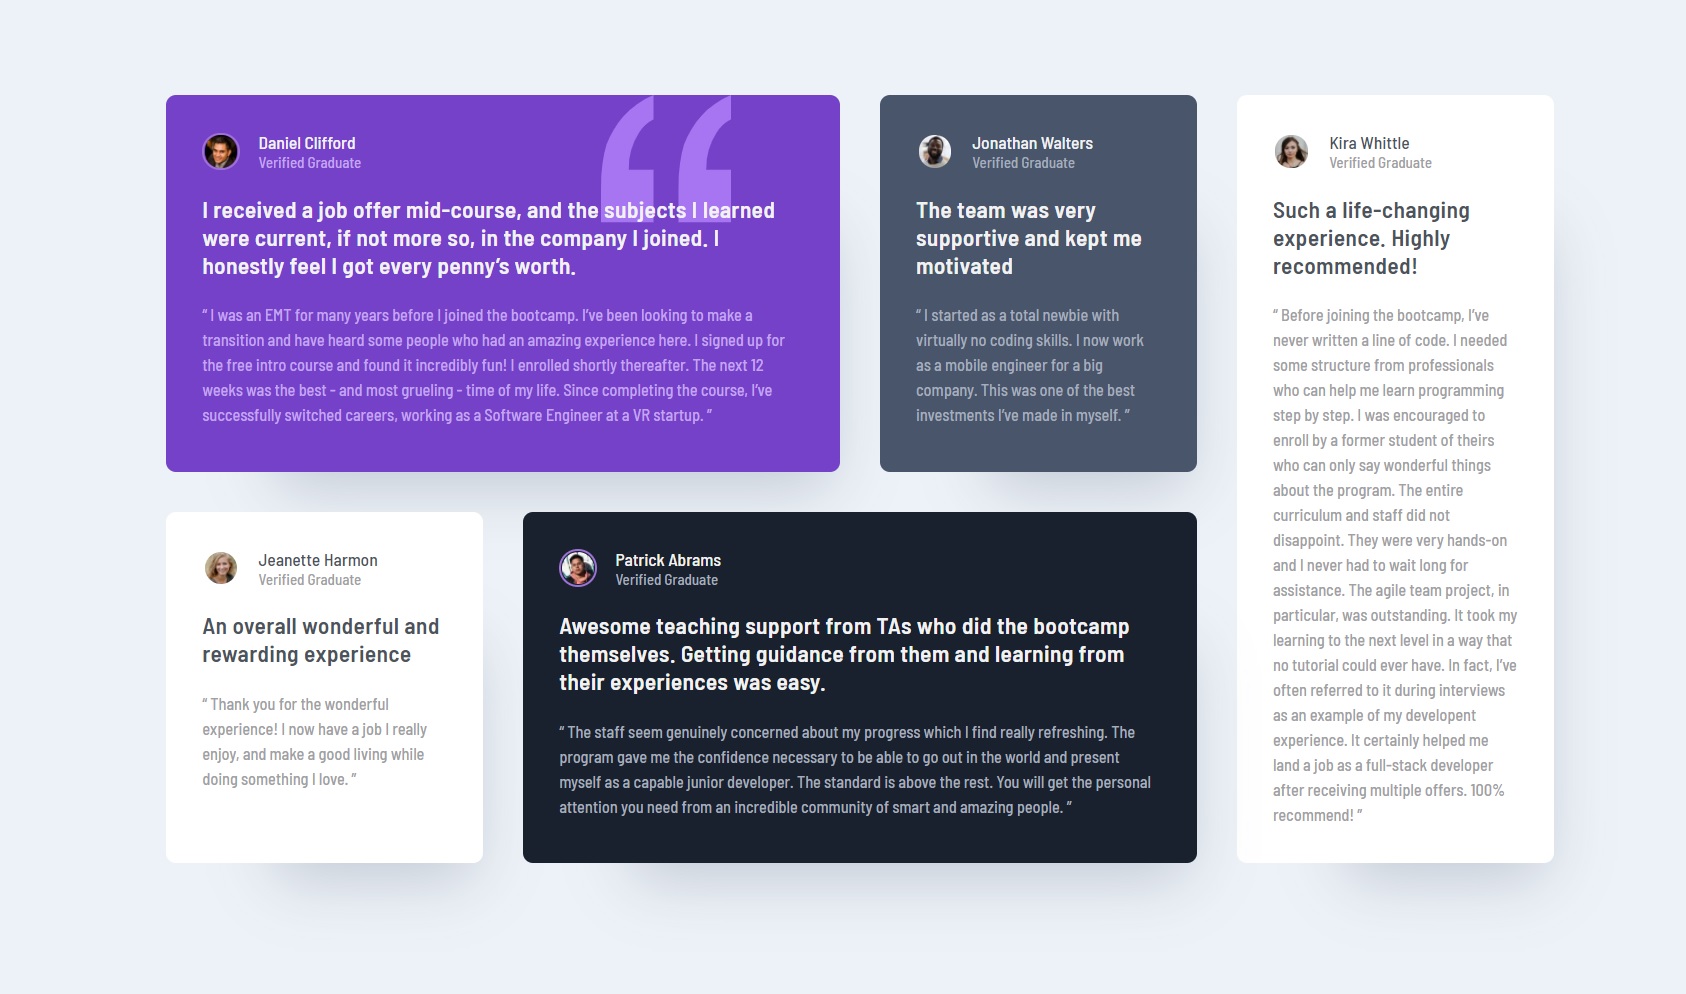 Daniel Clifford
Verified Graduate
I received a job offer mid-course, and the subjects I learned
were current, if not more so, in the company I joined. I
honestly feel I got every penny’s worth.
“ I was an EMT for many years before I joined the bootcamp. I’ve been looking to make a
transition and have heard some people who had an amazing experience here. I signed up for
the free intro course and found it incredibly fun! I enrolled shortly thereafter. The next 12
weeks was the best - and most grueling - time of my life. Since completing the course, I’ve
successfully switched careers, working as a Software Engineer at a VR startup. ”
Jonathan Walters
Verified Graduate
The team was very
supportive and kept me
motivated
“ I started as a total newbie with
virtually no coding skills. I now work
as a mobile engineer for a big
company. This was one of the best
investments I’ve made in myself. ”
Kira Whittle
Verified Graduate
Such a life-changing
experience. Highly
recommended!
“ Before joining the bootcamp, I’ve
never written a line of code. I needed
some structure from professionals
who can help me learn programming
step by step. I was encouraged to
enroll by a former student of theirs
who can only say wonderful things
about the program. The entire
curriculum and staff did not
disappoint. They were very hands-on
and I never had to wait long for
assistance. The agile team project, in
particular, was outstanding. It took my
learning to the next level in a way that
no tutorial could ever have. In fact, I’ve
often referred to it during interviews
as an example of my developent
experience. It certainly helped me
land a job as a full-stack developer
after receiving multiple offers. 100%
recommend! ”
Jeanette Harmon
Verified Graduate
An overall wonderful and
rewarding experience
“ Thank you for the wonderful
experience! I now have a job I really
enjoy, and make a good living while
doing something I love. ”
Patrick Abrams
Verified Graduate
Awesome teaching support from TAs who did the bootcamp
themselves. Getting guidance from them and learning from
their experiences was easy.
“ The staff seem genuinely concerned about my progress which I find really refreshing. The
program gave me the confidence necessary to be able to go out in the world and present
myself as a capable junior developer. The standard is above the rest. You will get the personal
attention you need from an incredible community of smart and amazing people. ”